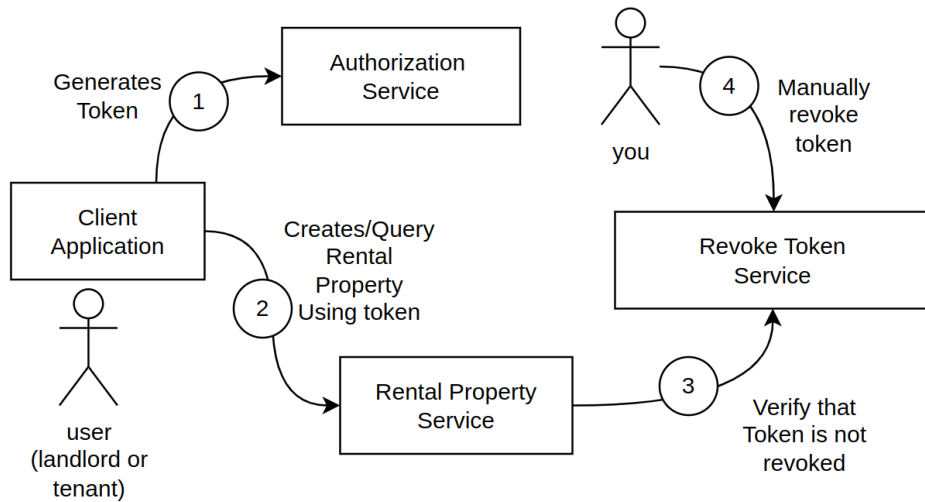 Generates
Token
1
Authorization
Service
Client
Application
user
(landlord or
tenant)
Creates/Query
Rental
Property
Using token
2
Rental Property
Service
3
Verify that
Token is not
revoked
Revoke Token
Service
you
4
Manually
revoke
token